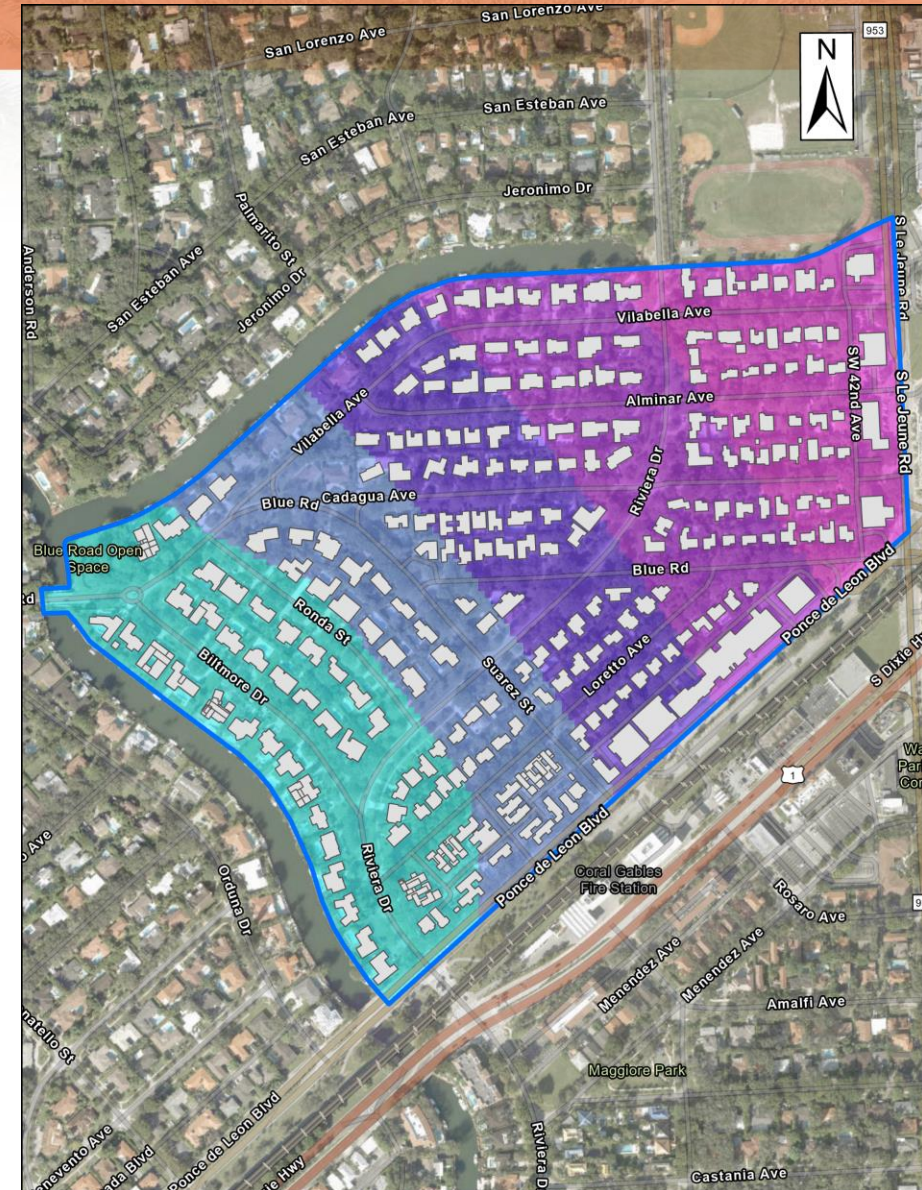 San Lorenzo Ave
San Lorenzo Ave
953
N
San Esteban Ave
San Esteban Ave
Jeronimo Dr
Palmarito St
San Esteban Ave
Jeronimo Dr
Anderson Rd
S Le Jeune Rd
Vilabella Ave
SW 42nd Ave
S Le Jeune Rd
Alminar Ave
Vilabella Ave
Riviera Dr
Blue Rd
Cadagua Ave
Blue Road Open
Space
Blue Rd
Rd
Ponce de Leon Blvd
Ronda St
Loretto Ave
S Dixie
Biltmore Dr
Suarez St
1
Ponce de Leon Blvd
Riviera Dr
Coral Gables
Fire Station
Orduna Dr
Rosaro Ave
Menendez Ave
Menendez Ave
Amalfi Ave
Maggiore Park
Ponce de Leon Blvd
Riviera D
Hwy
Castania Ave